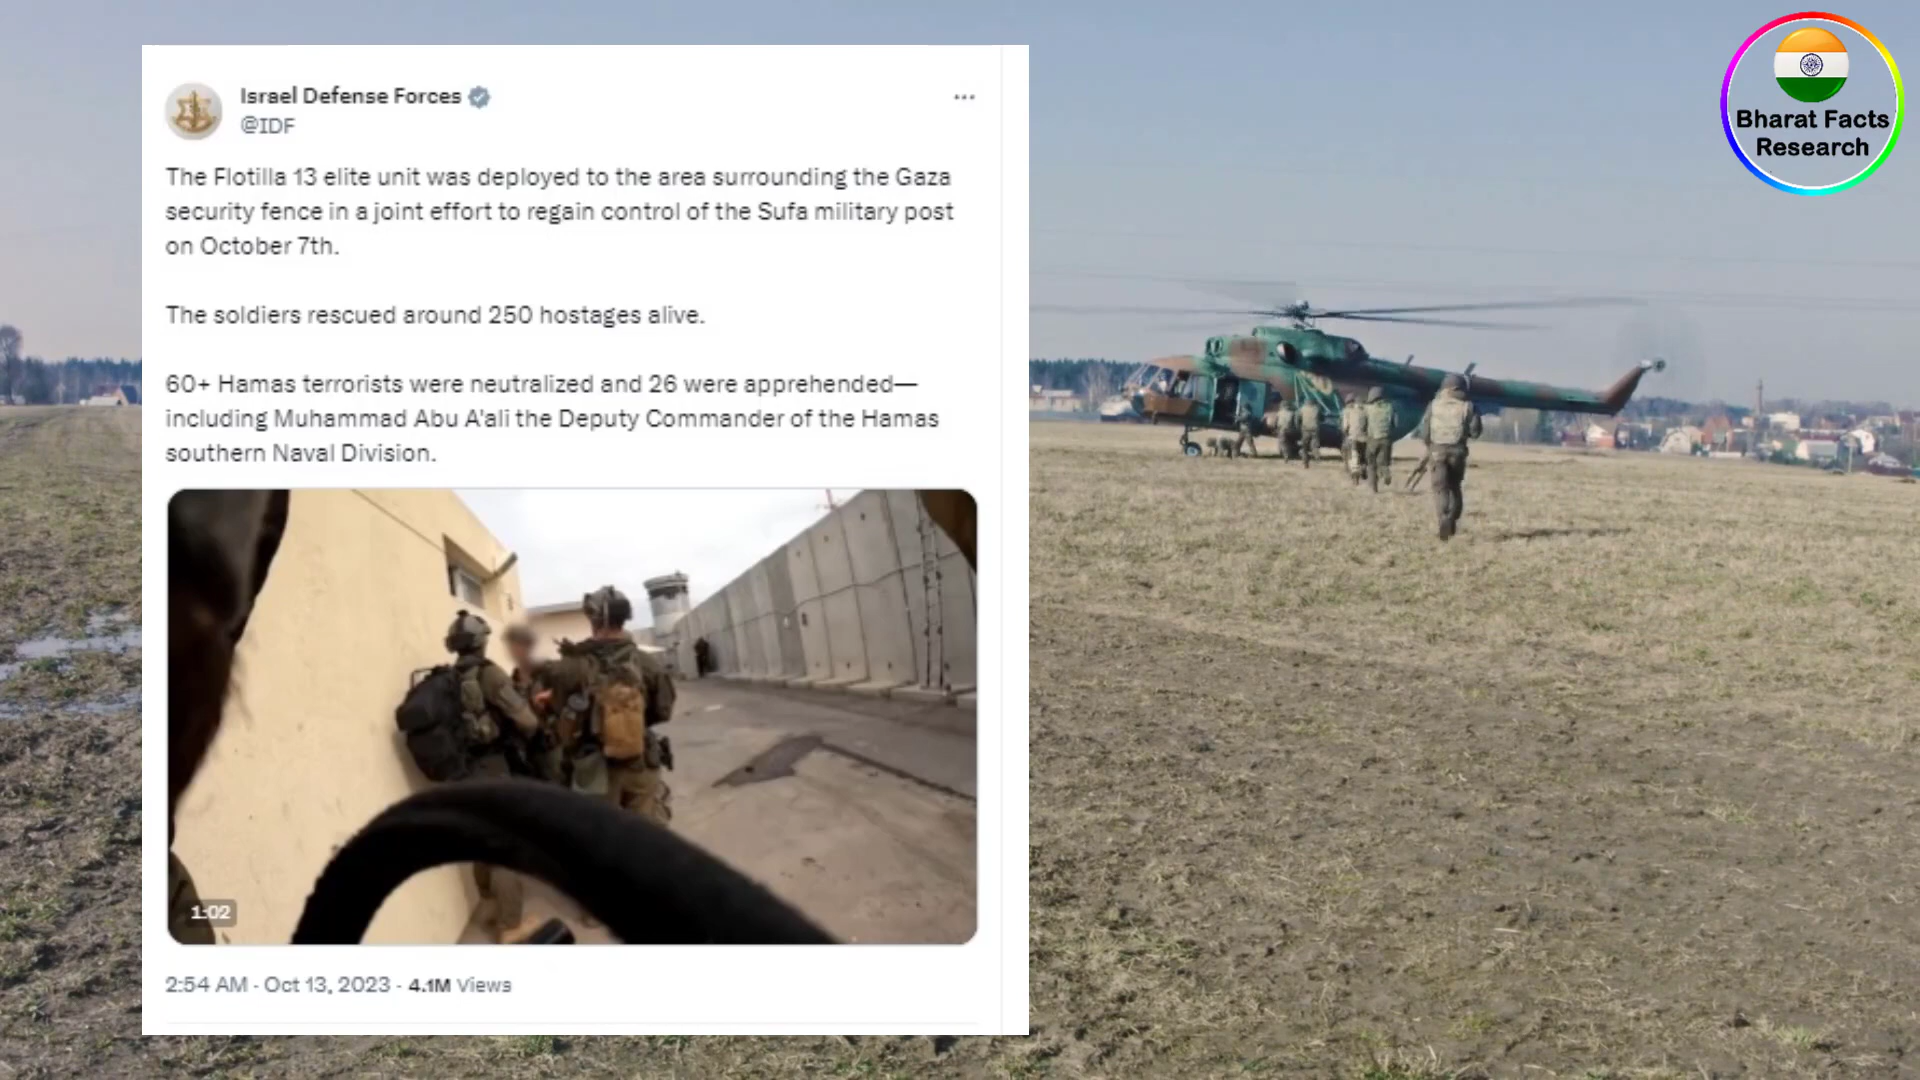 Israel Defense Forces
@IDF
The Flotilla 13 elite unit was deployed to the area surrounding the Gaza
security fence in a joint effort to regain control of the Sufa military post
on October 7th.
The soldiers rescued around 250 hostages alive.
60+ Hamas terrorists were neutralized and 26 were apprehended—
including Muhammad Abu A'ali the Deputy Commander of the Hamas
southern Naval Division.
1:02
2:54 AM · Oct 13, 2023 · 4.1M Views
Bharat Facts
Research